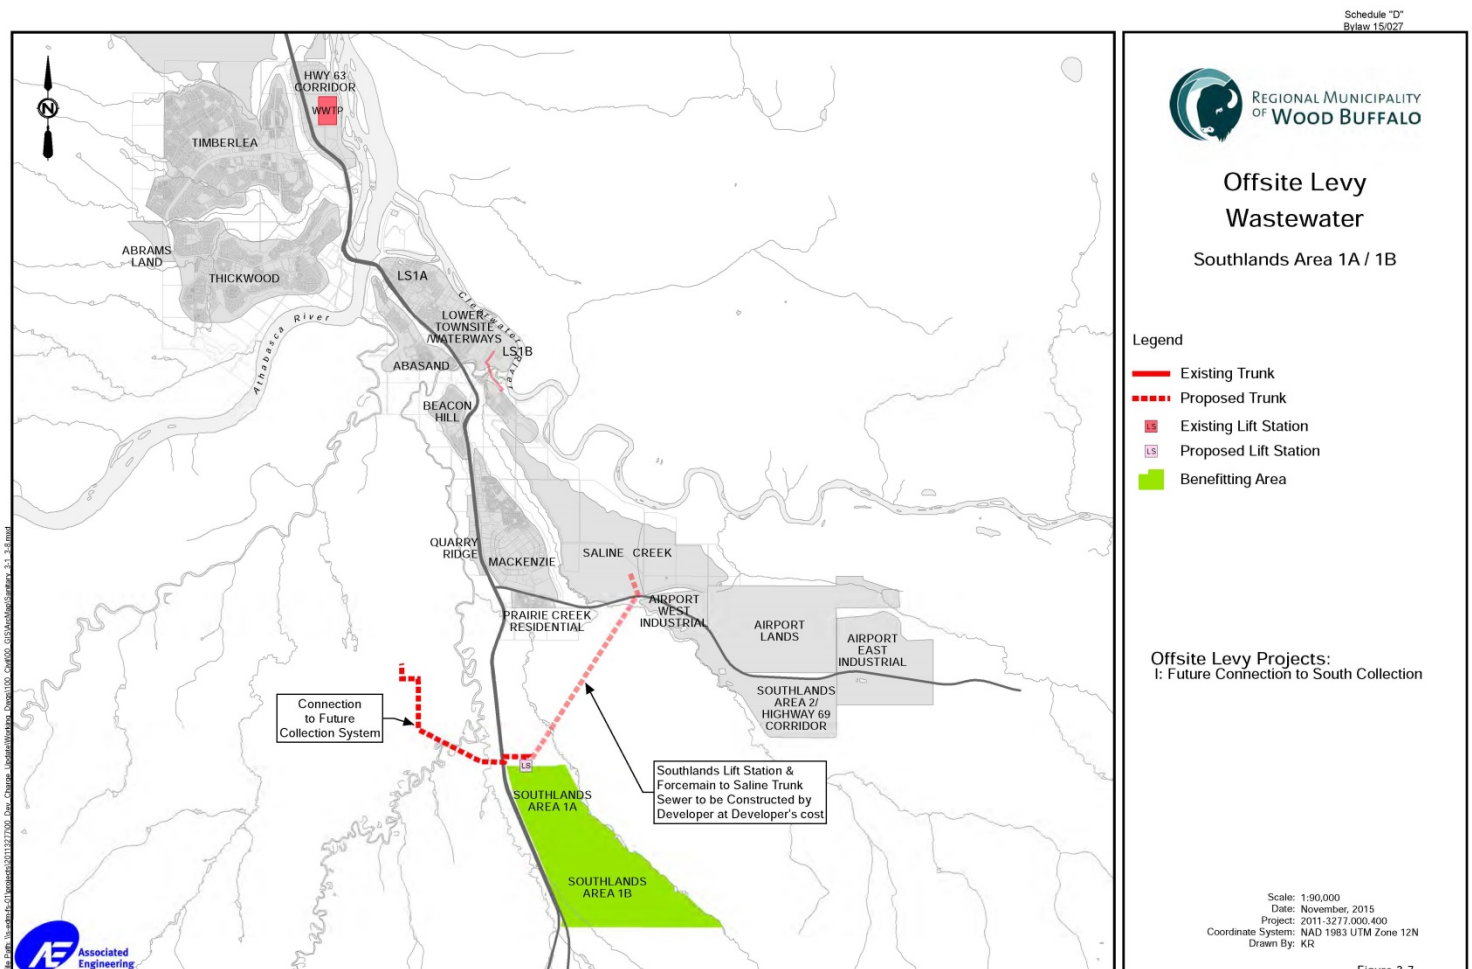 Schedule "D"
Bylaw 15/027
N
HWY 63
CORRIDOR
WWTP
TIMBERLEA
ABRAMS
LAND
THICKWOOD
LS1A
Clearwater River
LOWER
TOWNSITE
/WATERWAYS
LS1B
Athabasca River
ABASAND
BEACON
HILL
QUARRY
RIDGE
MACKENZIE
SALINE CREEK
PRAIRIE CREEK
RESIDENTIAL
AIRPORT
WEST
INDUSTRIAL
AIRPORT
LANDS
AIRPORT
EAST
INDUSTRIAL
SOUTHLANDS
AREA 2/
HIGHWAY 69
CORRIDOR
Connection
to Future
Collection System
LS
Southlands Lift Station &
Forcemain to Saline Trunk
Sewer to be Constructed by
Developer at Developer's cost
SOUTHLANDS
AREA 1A
SOUTHLANDS
AREA 1B
AE
Associated
Engineering
REGIONAL MUNICIPALITY
OF WOOD BUFFALO
Offsite Levy
Wastewater
Southlands Area 1A / 1B
Legend
Existing Trunk
Proposed Trunk
LS Existing Lift Station
LS Proposed Lift Station
Benefitting Area
Offsite Levy Projects:
I: Future Connection to South Collection
Scale: 1:90,000
Date: November, 2015
Project: 2011-3277.000.400
Coordinate System: NAD 1983 UTM Zone 12N
Drawn By: KR